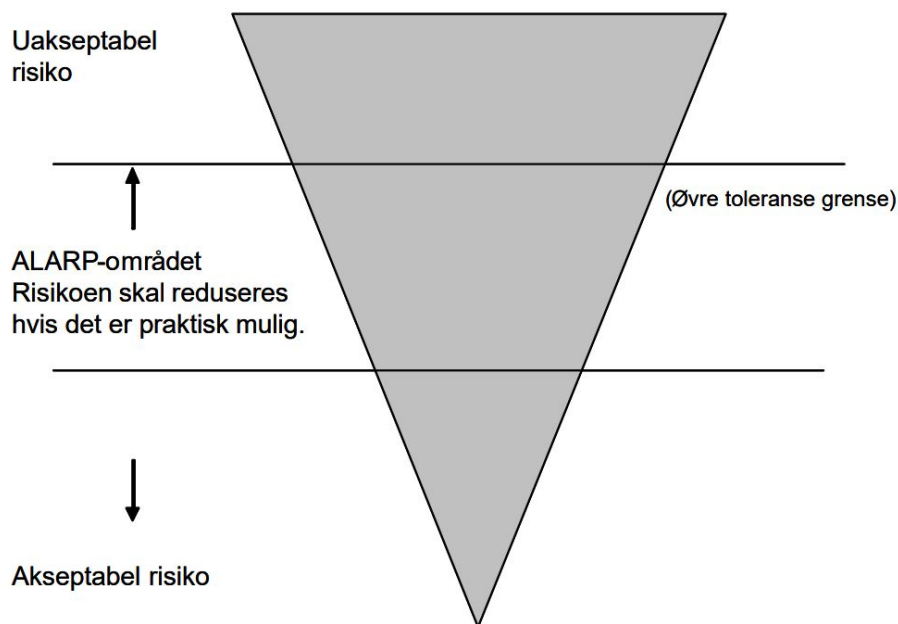 Uakseptabel
risiko
(Øvre toleranse grense)
ALARP-området
Risikoen skal reduseres
hvis det er praktisk mulig.
Akseptabel risiko